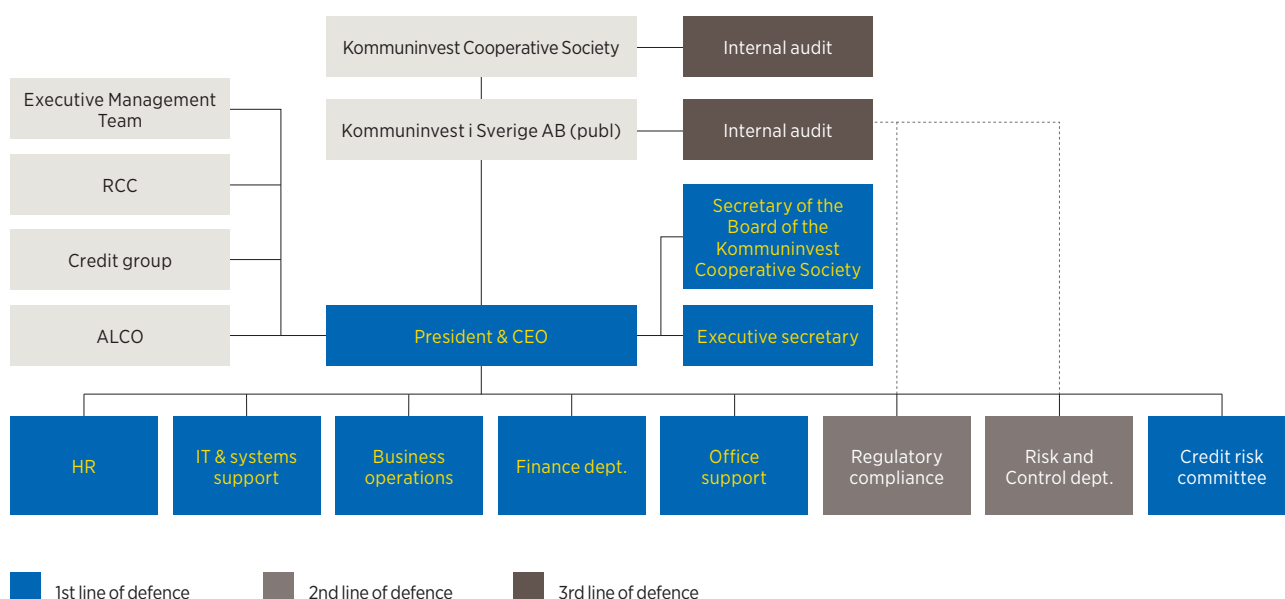 Kommuninvest Cooperative Society
Internal audit
Executive Management
Team
Kommuninvest i Sverige AB (publ)
Internal audit
RCC
Secretary of the
Board of the
Kommuninvest
Cooperative Society
Credit group
ALCO
President & CEO
Executive secretary
HR
IT & systems
support
Business
operations
Finance dept.
Office
support
Regulatory
compliance
Risk and
Control dept.
Credit risk
committee
1st line of defence
2nd line of defence
3rd line of defence